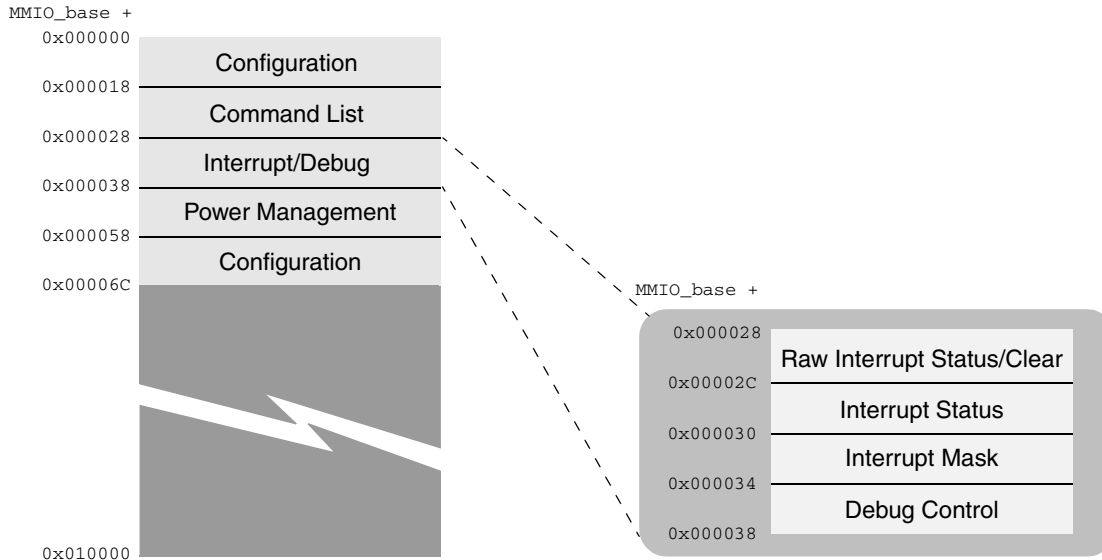 MMIO_base +
0x000000
Configuration
0x000018
Command List
0x000028
Interrupt/Debug
0x000038
Power Management
0x000058
Configuration
0x00006C
0x010000
MMIO_base +
0x000028
Raw Interrupt Status/Clear
0x00002C
Interrupt Status
0x000030
Interrupt Mask
0x000034
Debug Control
0x000038